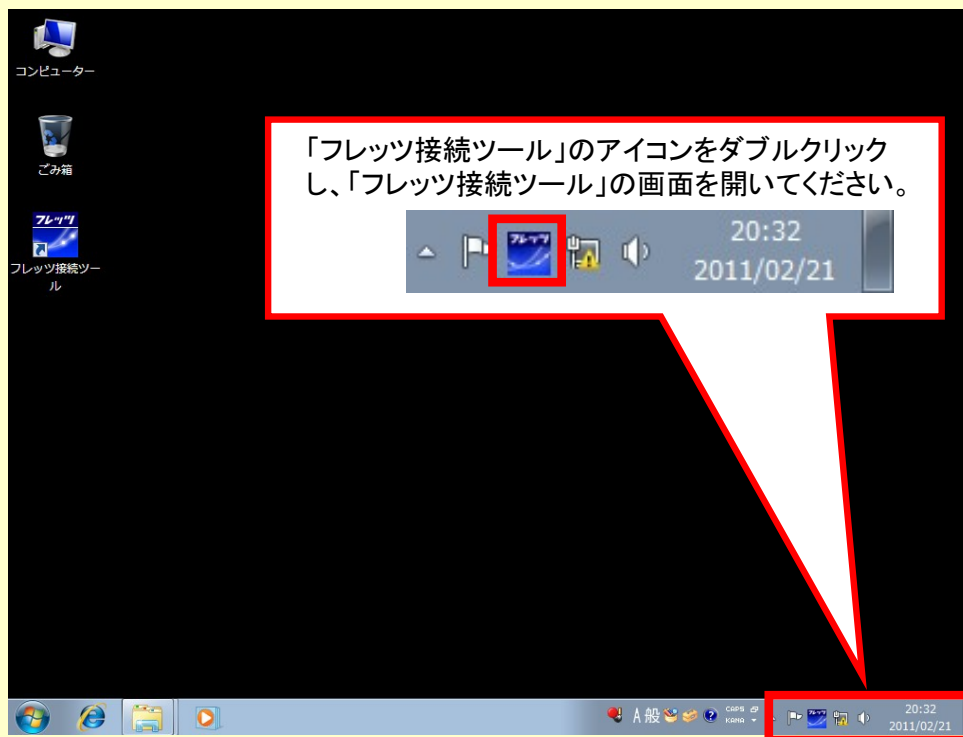 コンピューター
ごみ箱
フレッツ
フレッツ接続ツー
ル
「フレッツ接続ツール」のアイコンをダブルクリック
し、「フレッツ接続ツール」の画面を開いてください。
フレッツ
20:32
2011/02/21
A 般
CAPS
KANA
フレッツ
20:32
2011/02/21